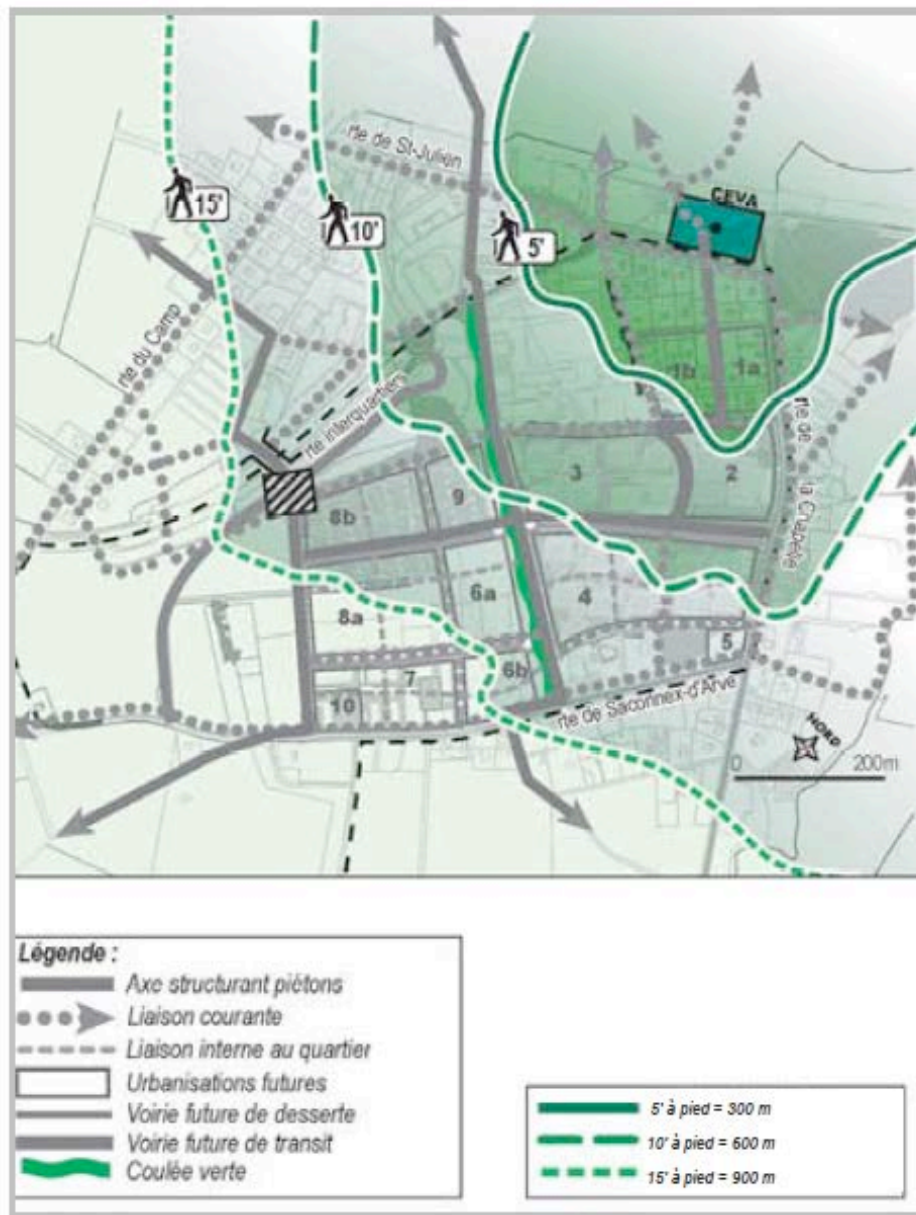 rte de St-Julien
CEVA
15'
10'
5'
rte du Camp
rte interquartiers
1b
1a
rte de la Chapelle
3
2
9
8b
6a
4
8a
5
7
6b
10
rte de Saconnex-d'Arve
NORD
0 200m
Légende :
Axe structurant piétons
Liaison courante
Liaison interne au quartier
Urbanisations futures
Voirie future de desserte
Voirie future de transit
Coulée verte
5' à pied = 300 m
10' à pied = 600 m
15' à pied = 900 m